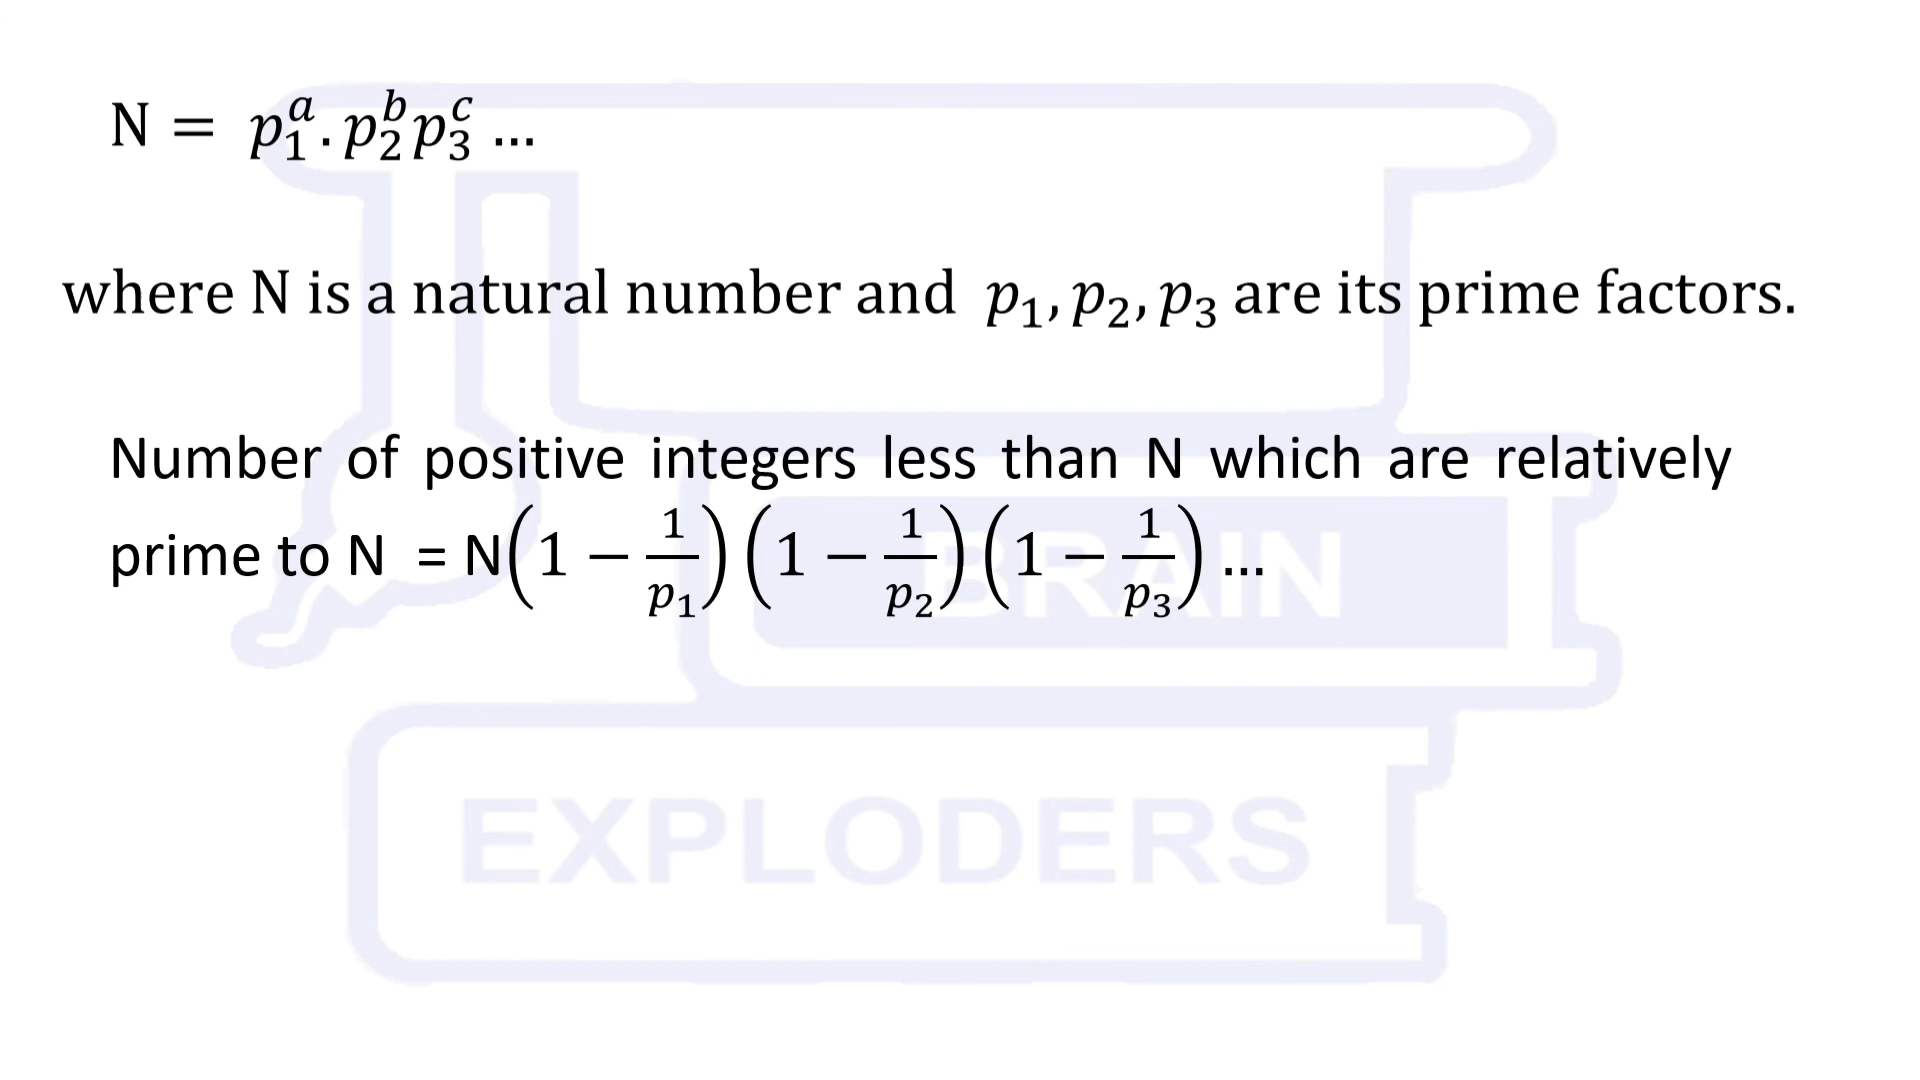 N = p₁ᵃ. p₂ᵇp₃ᶜ …
where N is a natural number and p₁, p₂, p₃ are its prime factors.
Number of positive integers less than N which are relatively
prime to N = N(1 − 1/p₁)(1 − 1/p₂)(1 − 1/p₃) …
BRAIN
EXPLODERS